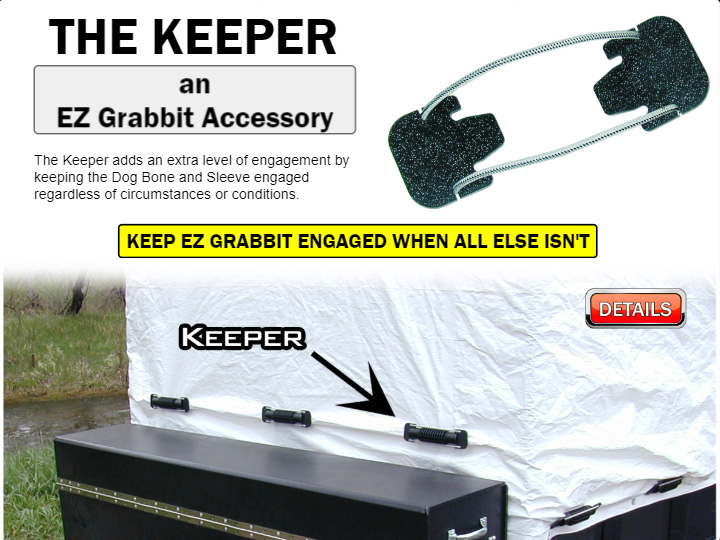 THE KEEPER
an
EZ Grabbit Accessory
The Keeper adds an extra level of engagement by
keeping the Dog Bone and Sleeve engaged
regardless of circumstances or conditions.
KEEP EZ GRABBIT ENGAGED WHEN ALL ELSE ISN'T
DETAILS
KEEPER